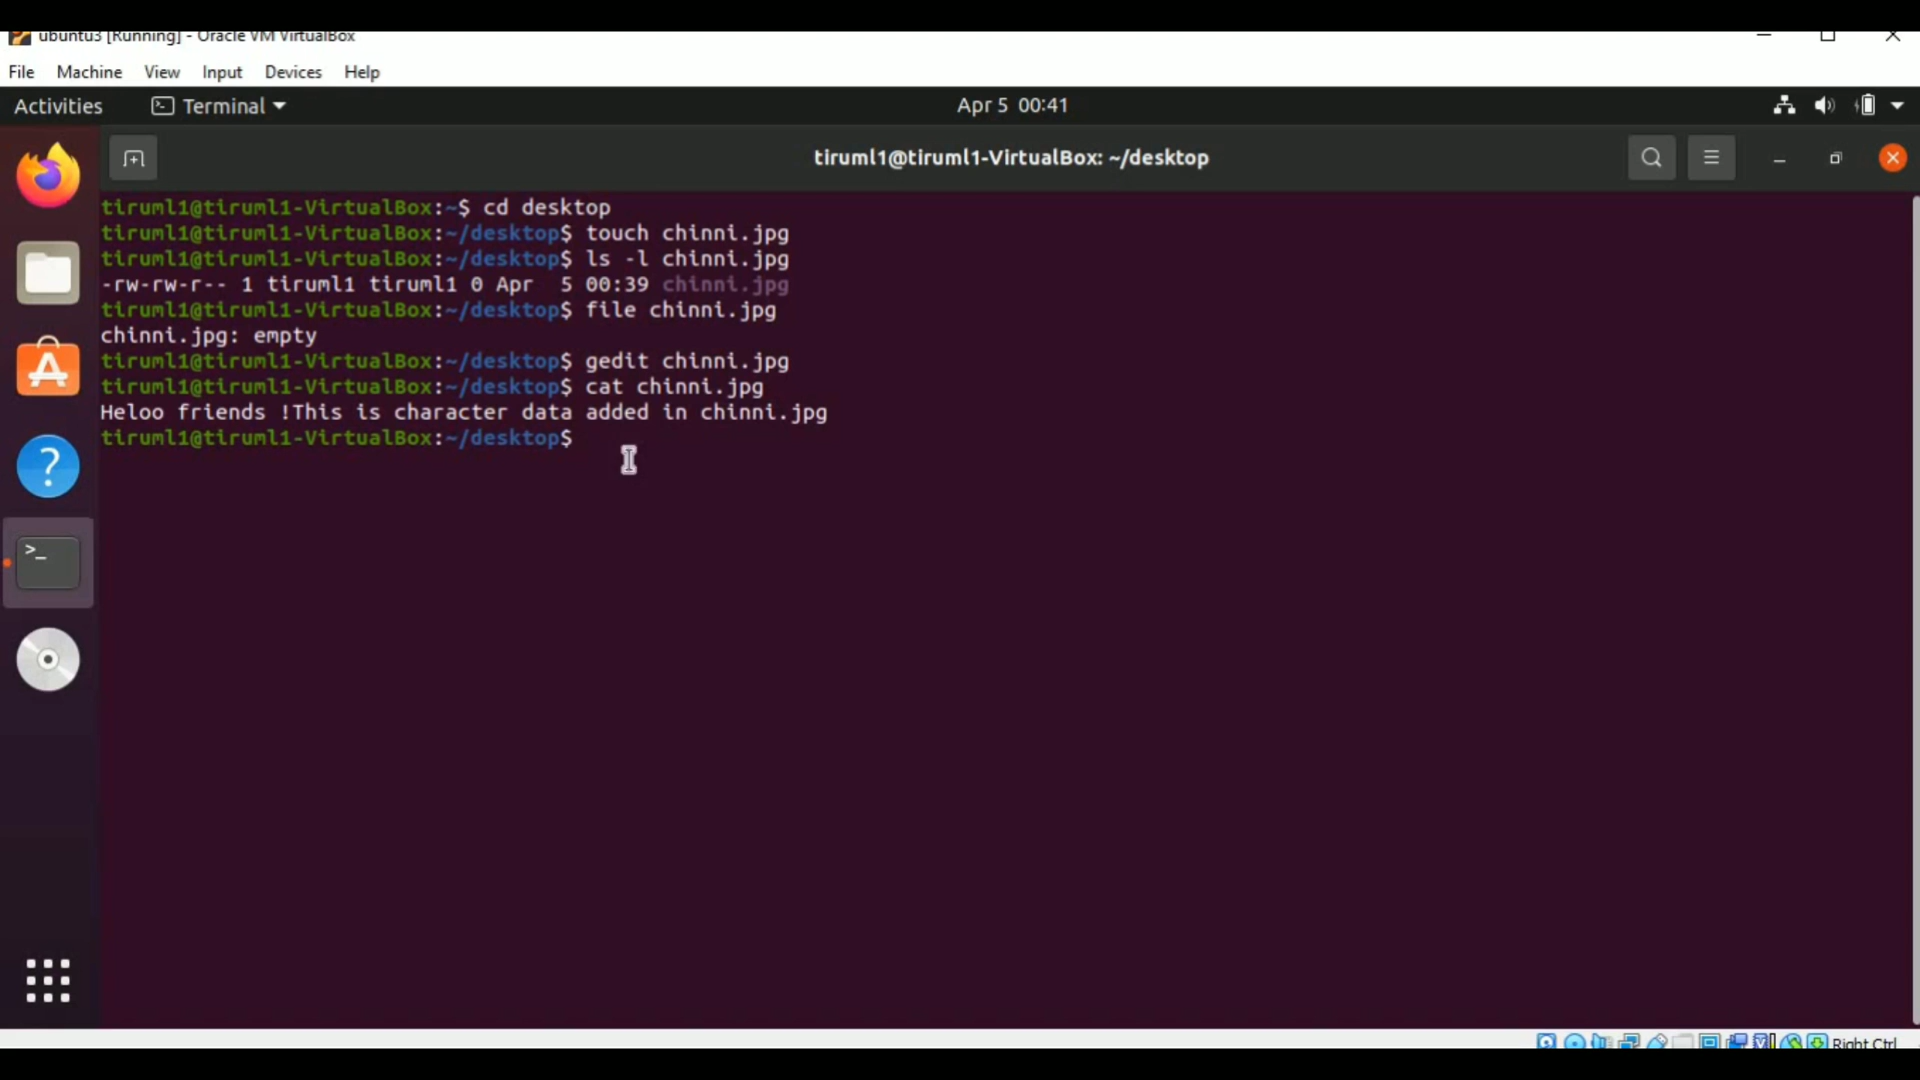 ubuntu3 [Running] - Oracle VM VirtualBox
File Machine View Input Devices Help
Activities Terminal Apr 5 00:41
tiruml1@tiruml1-VirtualBox: ~/desktop
tiruml1@tiruml1-VirtualBox:~$ cd desktop
tiruml1@tiruml1-VirtualBox:~/desktop$ touch chinni.jpg
tiruml1@tiruml1-VirtualBox:~/desktop$ ls -l chinni.jpg
-rw-rw-r-- 1 tiruml1 tiruml1 0 Apr  5 00:39 chinni.jpg
tiruml1@tiruml1-VirtualBox:~/desktop$ file chinni.jpg
chinni.jpg: empty
tiruml1@tiruml1-VirtualBox:~/desktop$ gedit chinni.jpg
tiruml1@tiruml1-VirtualBox:~/desktop$ cat chinni.jpg
Heloo friends !This is character data added in chinni.jpg
tiruml1@tiruml1-VirtualBox:~/desktop$
Right Ctrl